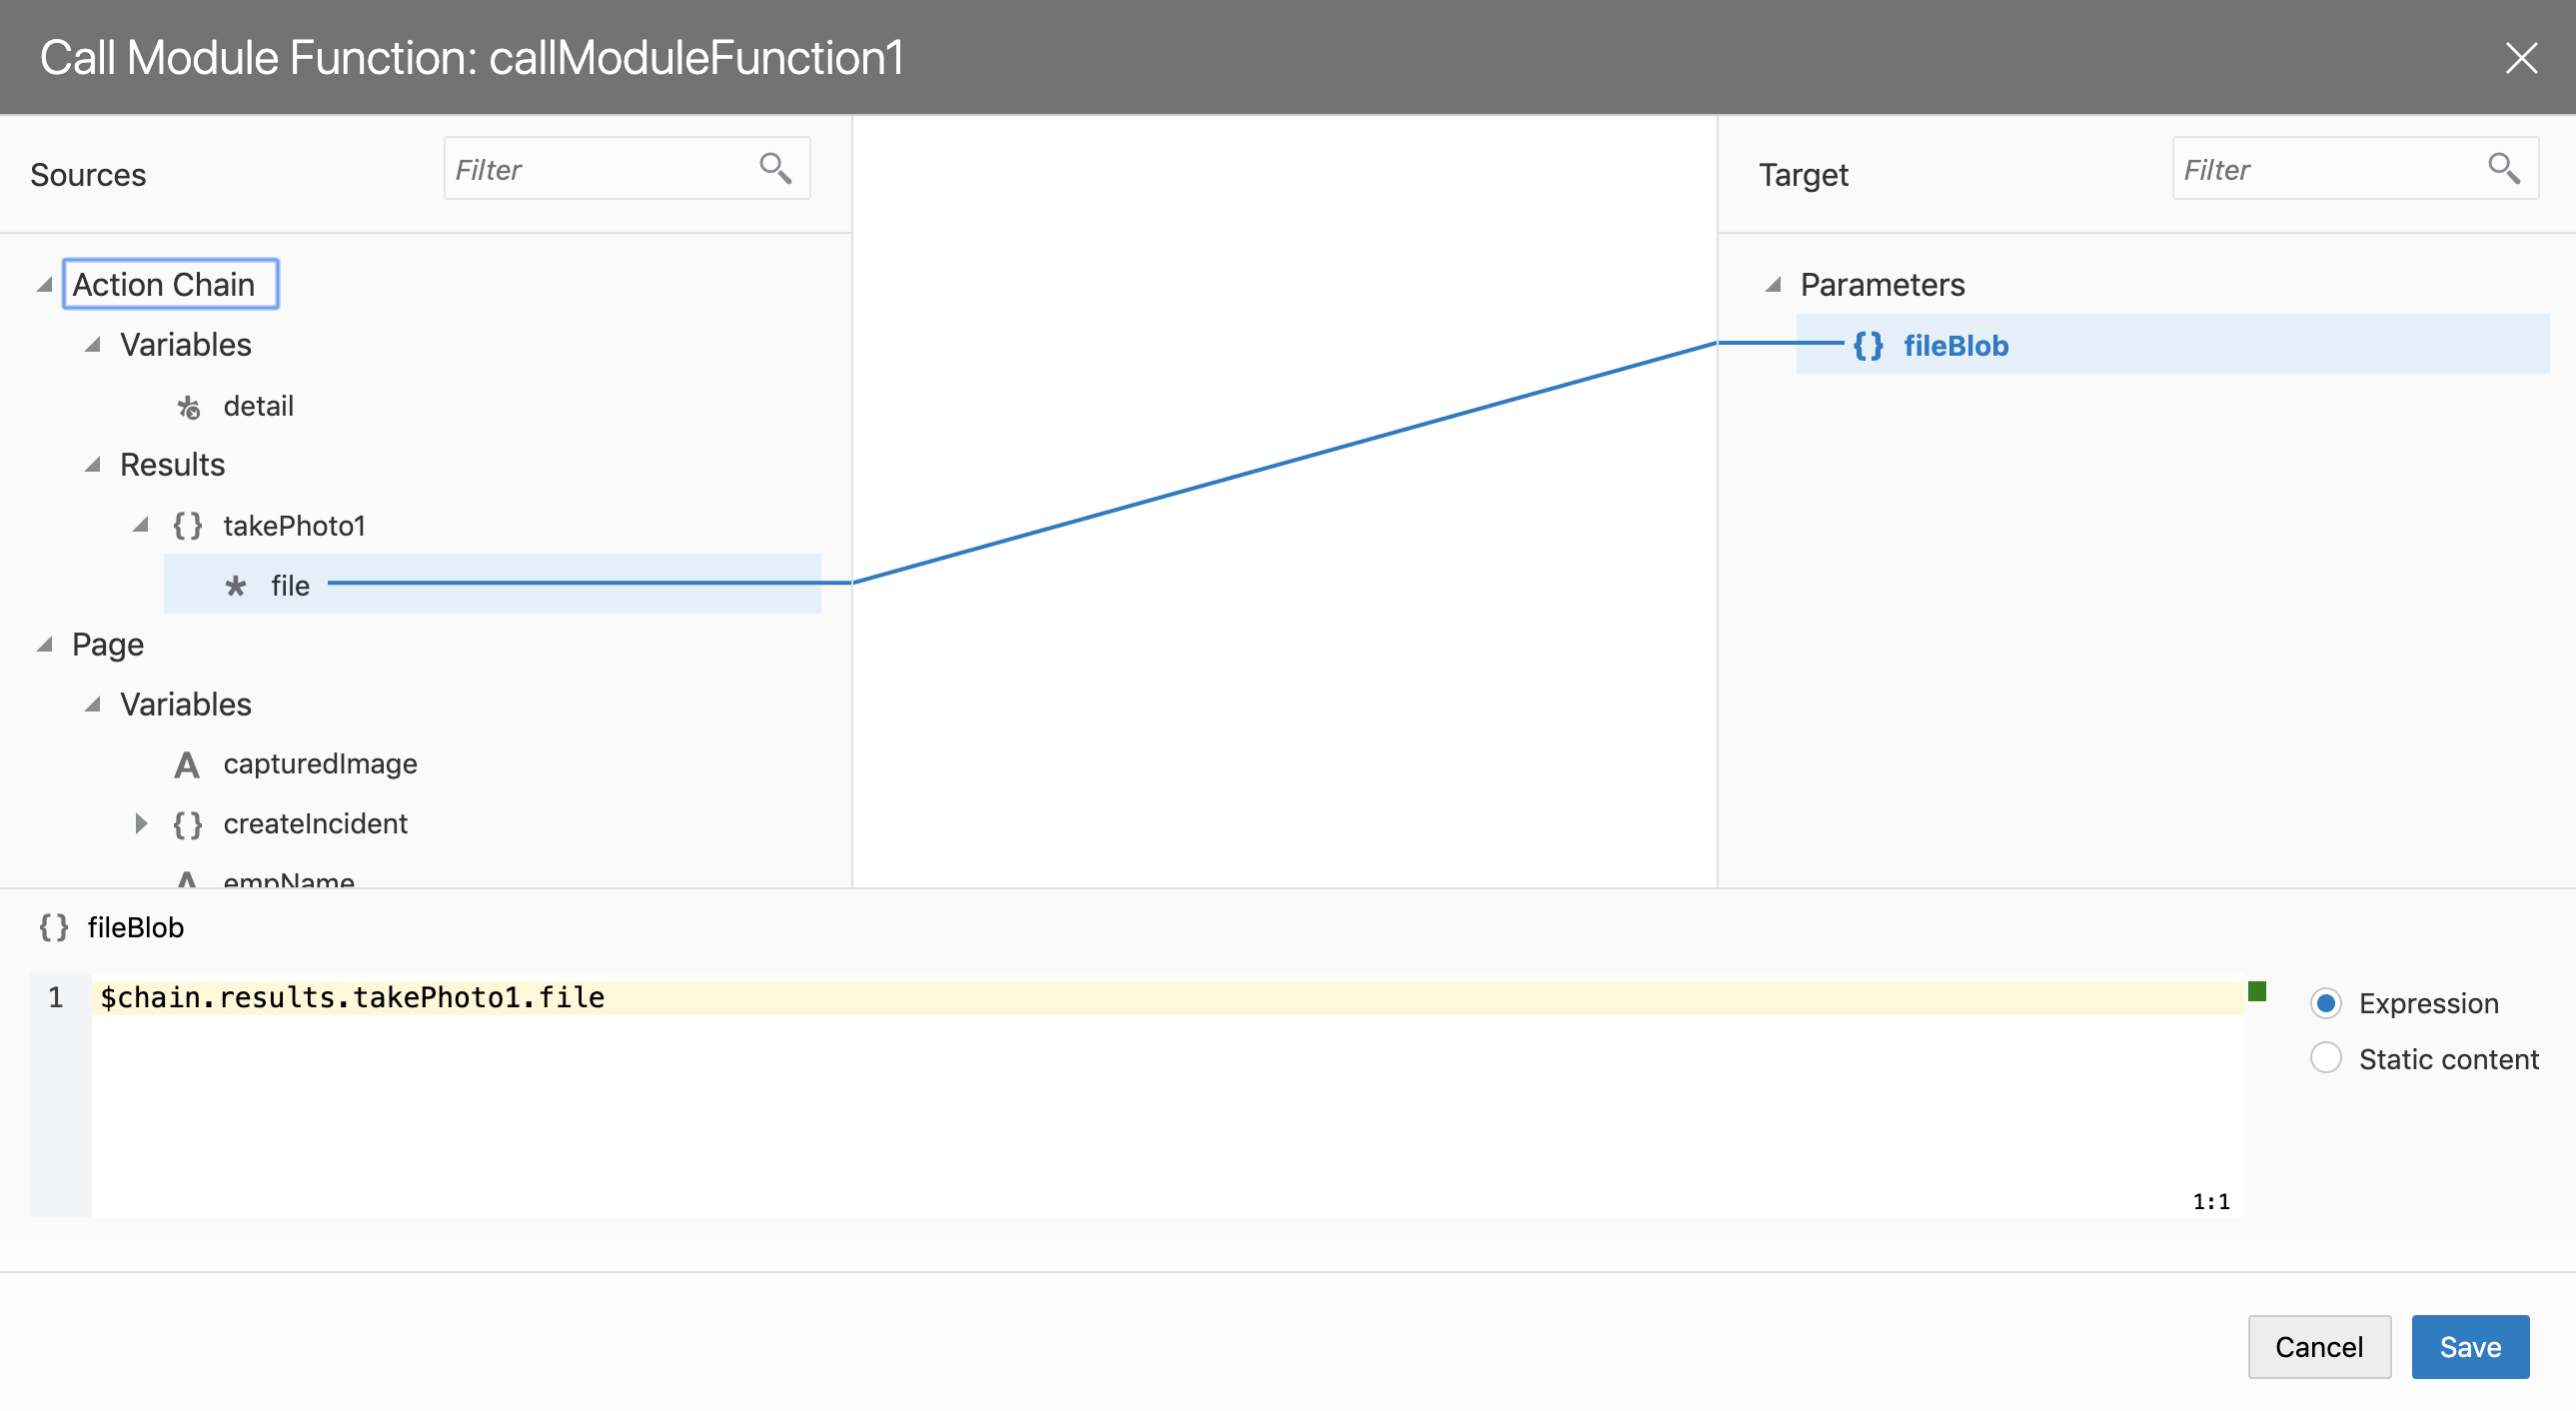 Call Module Function: callModuleFunction1
Sources
Filter
Action Chain
Variables
detail
Results
{} takePhoto1
* file
Page
Variables
A capturedImage
{} createIncident
A empName
Target
Filter
Parameters
{} fileBlob
{} fileBlob
1 $chain.results.takePhoto1.file
1:1
Expression
Static content
Cancel
Save